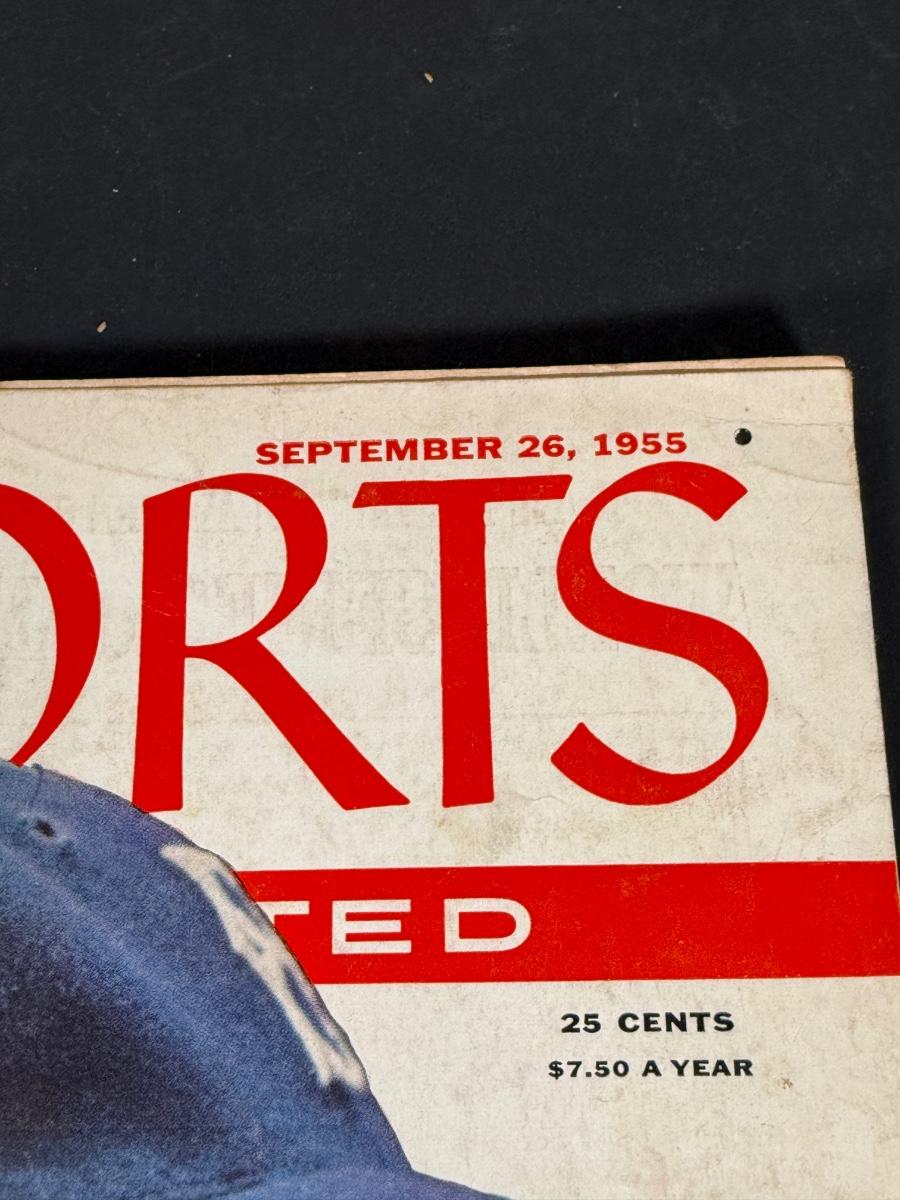 SEPTEMBER 26, 1955
ORTS
TED
25 CENTS
$7.50 A YEAR